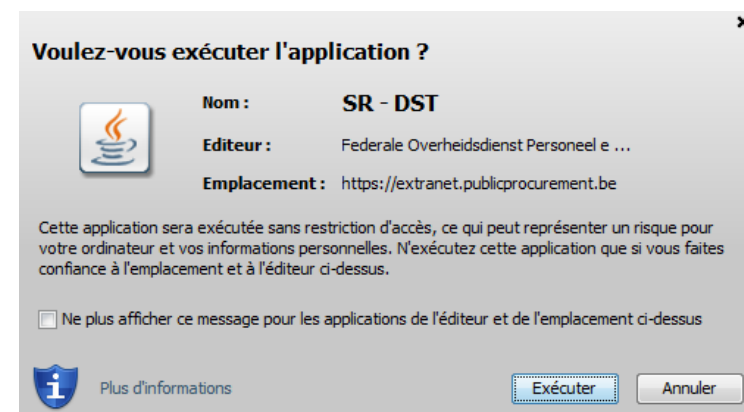 Voulez-vous exécuter l'application ?
Nom : SR - DST
Editeur : Federale Overheidsdienst Personeel e ...
Emplacement : https://extranet.publicprocurement.be
Cette application sera exécutée sans restriction d'accès, ce qui peut représenter un risque pour
votre ordinateur et vos informations personnelles. N'exécutez cette application que si vous faites
confiance à l'emplacement et à l'éditeur ci-dessus.
Ne plus afficher ce message pour les applications de l'éditeur et de l'emplacement ci-dessus
Plus d'informations Exécuter Annuler